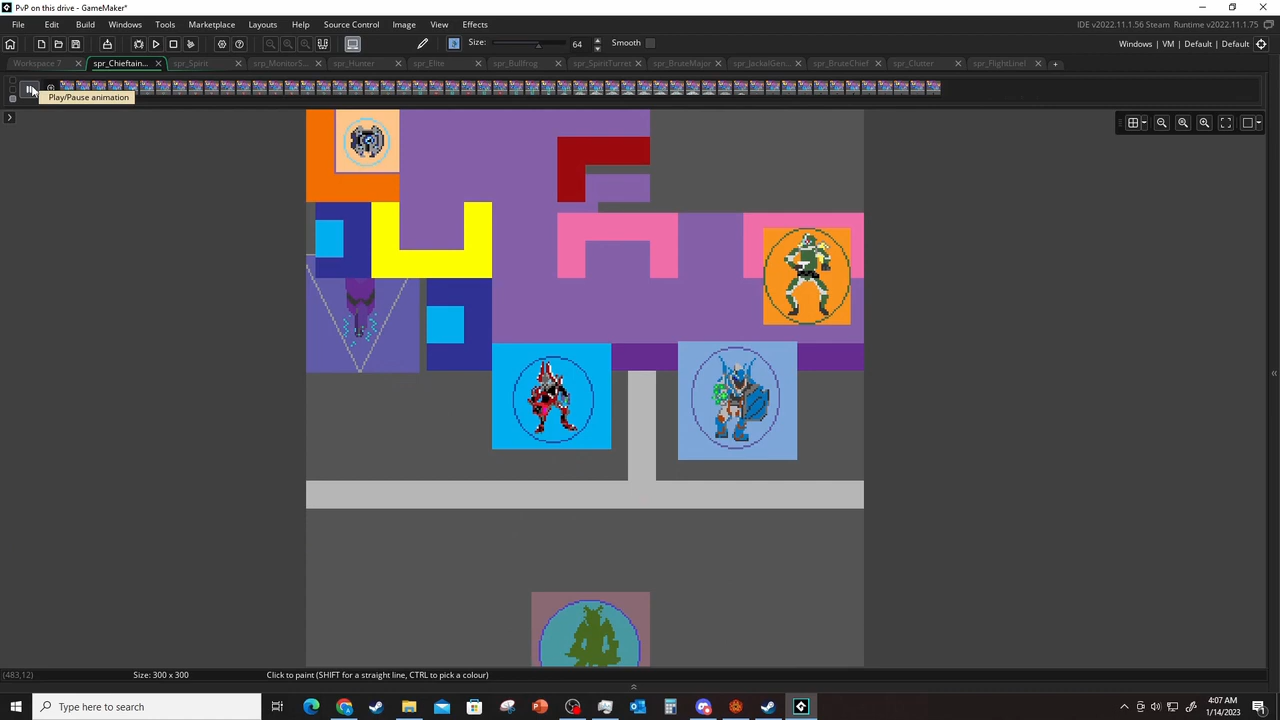 PvP on this drive - GameMaker*
File Edit Build Windows Tools Marketplace Layouts Help Source Control Image View Effects
IDE v2022.11.1.56 Steam Runtime v2022.11.1.75
Size: 64 Smooth
Windows | VM | Default | Default
Workspace 7 spr_Chieftain... spr_Spirit spr_MonitorS... spr_Hunter spr_Elite spr_Bullfrog spr_SpiritTurret spr_BruteMajor spr_JackalGen... spr_BruteChief spr_Clutter spr_FlightLine1
Play/Pause animation
(483,12) Size: 300 x 300 Click to paint (SHIFT for a straight line, CTRL to pick a colour)
Type here to search
4:07 AM
1/14/2023